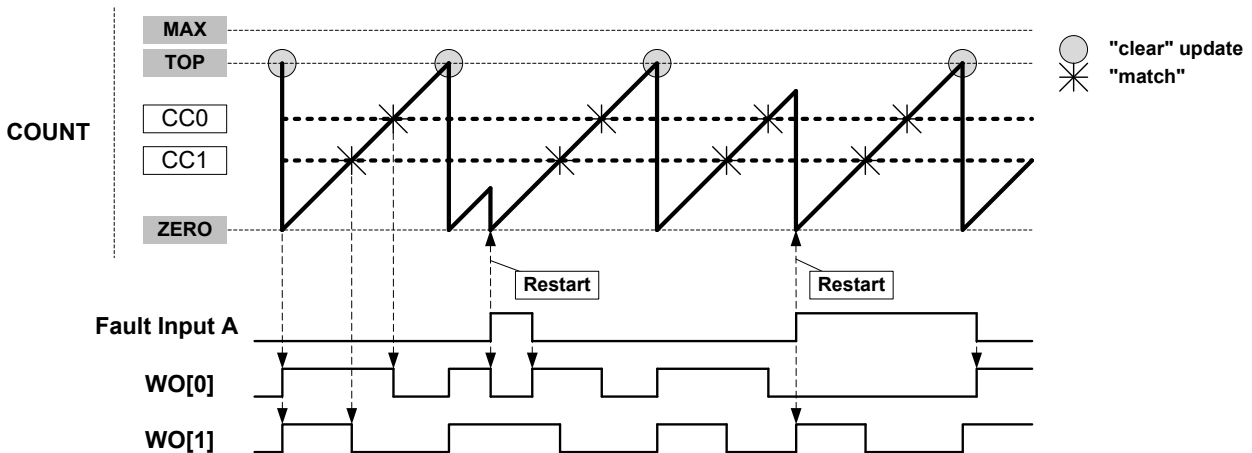 MAX
"clear" update
TOP
"match"
CC0
COUNT
CC1
ZERO
Restart
Restart
Fault Input A
WO[0]
WO[1]